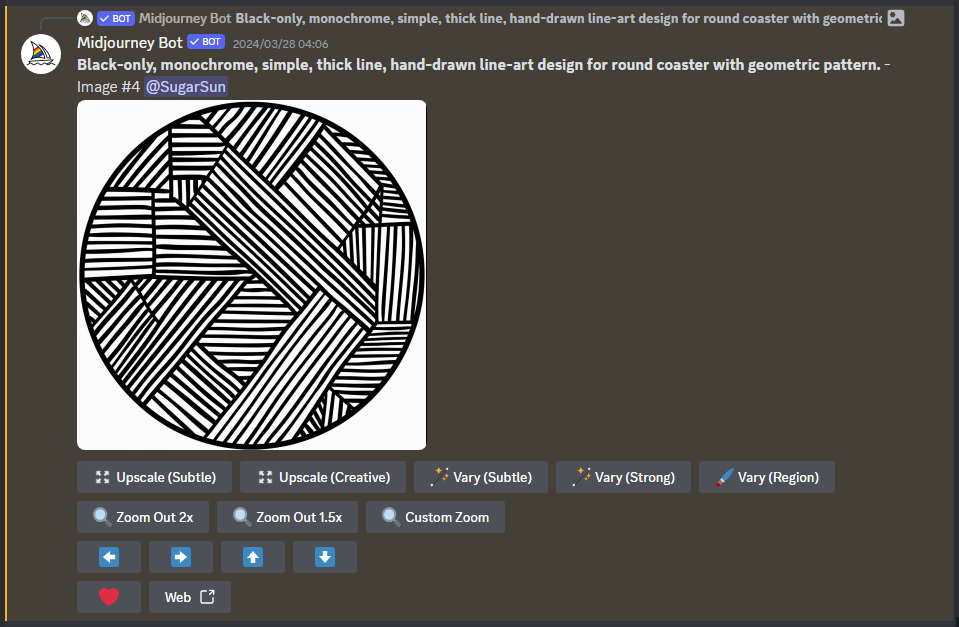 BOT Midjourney Bot Black-only, monochrome, simple, thick line, hand-drawn line-art design for round coaster with geometric
Midjourney Bot BOT 2024/03/28 04:06
Black-only, monochrome, simple, thick line, hand-drawn line-art design for round coaster with geometric pattern. -
Image #4 @SugarSun
Upscale (Subtle) Upscale (Creative) Vary (Subtle) Vary (Strong) Vary (Region)
Zoom Out 2x Zoom Out 1.5x Custom Zoom
Web